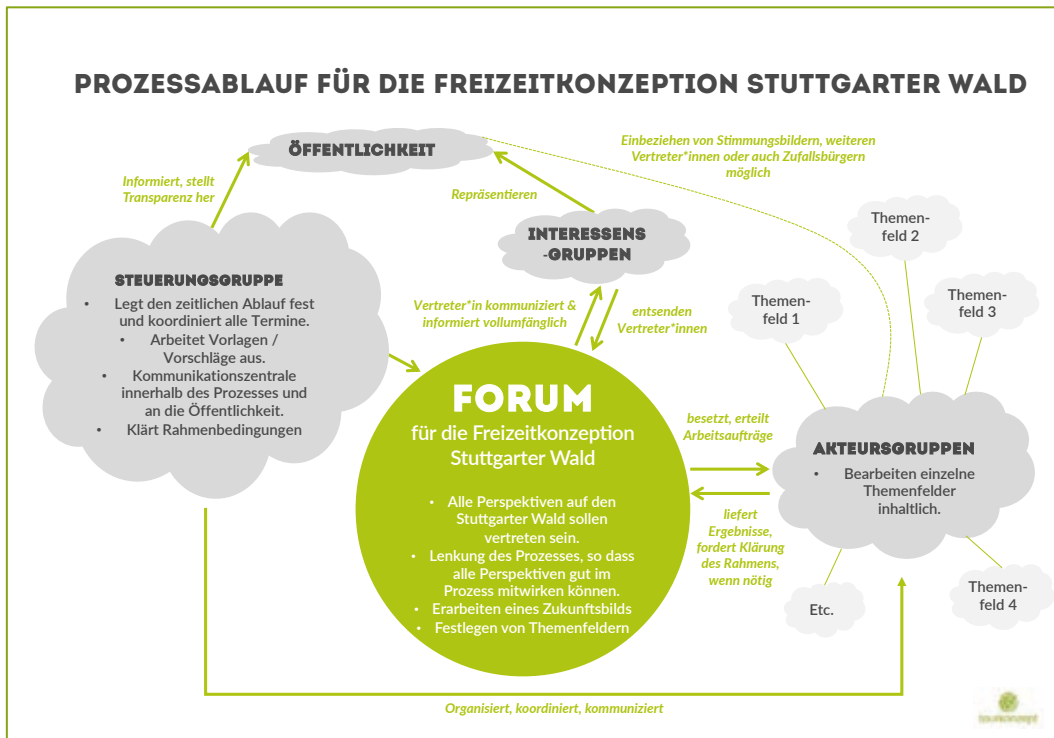 PROZESSABLAUF FÜR DIE FREIZEITKONZEPTION STUTTGARTER WALD
ÖFFENTLICHKEIT
Einbeziehen von Stimmungsbildern, weiteren
Vertreter*innen oder auch Zufallsbürgern
möglich
Informiert, stellt
Transparenz her
Repräsentieren
INTERESSENS
-GRUPPEN
STEUERUNGSGRUPPE
• Legt den zeitlichen Ablauf fest
und koordiniert alle Termine.
• Arbeitet Vorlagen /
Vorschläge aus.
• Kommunikationszentrale
innerhalb des Prozesses und
an die Öffentlichkeit.
• Klärt Rahmenbedingungen
Vertreter*in kommuniziert &
informiert vollumfänglich
entsenden
Vertreter*innen
Themen-
feld 1
Themen-
feld 2
Themen-
feld 3
FORUM
für die Freizeitkonzeption
Stuttgarter Wald
• Alle Perspektiven auf den
Stuttgarter Wald sollen
vertreten sein.
• Lenkung des Prozesses, so dass
alle Perspektiven gut im
Prozess mitwirken können.
• Erarbeiten eines Zukunftsbilds
• Festlegen von Themenfeldern
besetzt, erteilt
Arbeitsaufträge
AKTEURSGRUPPEN
• Bearbeiten einzelne
Themenfelder
inhaltlich.
liefert
Ergebnisse,
fordert Klärung
des Rahmens,
wenn nötig
Etc.
Themen-
feld 4
Organisiert, koordiniert, kommuniziert